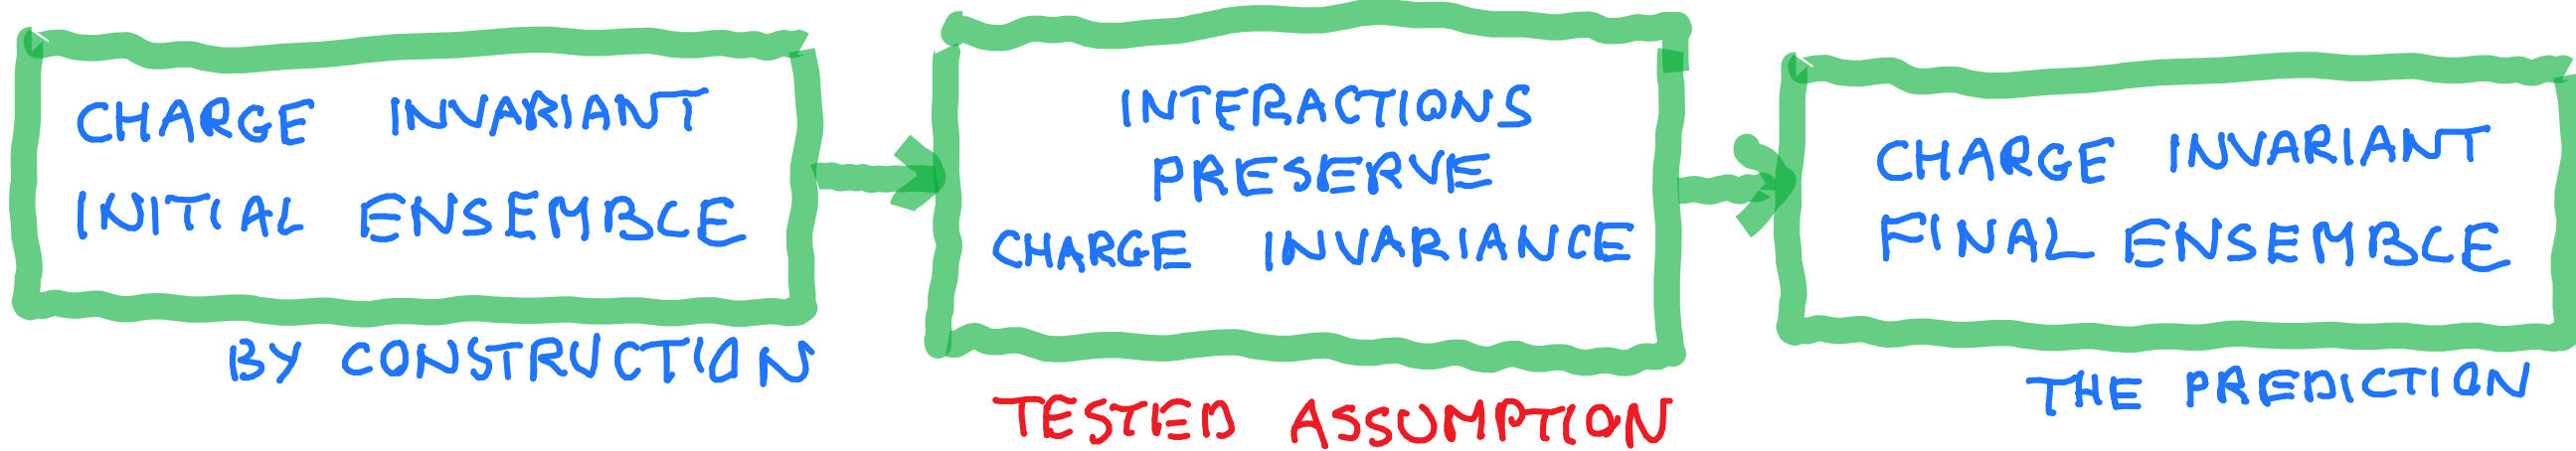 CHARGE INVARIANT
INITIAL ENSEMBLE
BY CONSTRUCTION
INTERACTIONS
PRESERVE
CHARGE INVARIANCE
TESTED ASSUMPTION
CHARGE INVARIANT
FINAL ENSEMBLE
THE PREDICTION